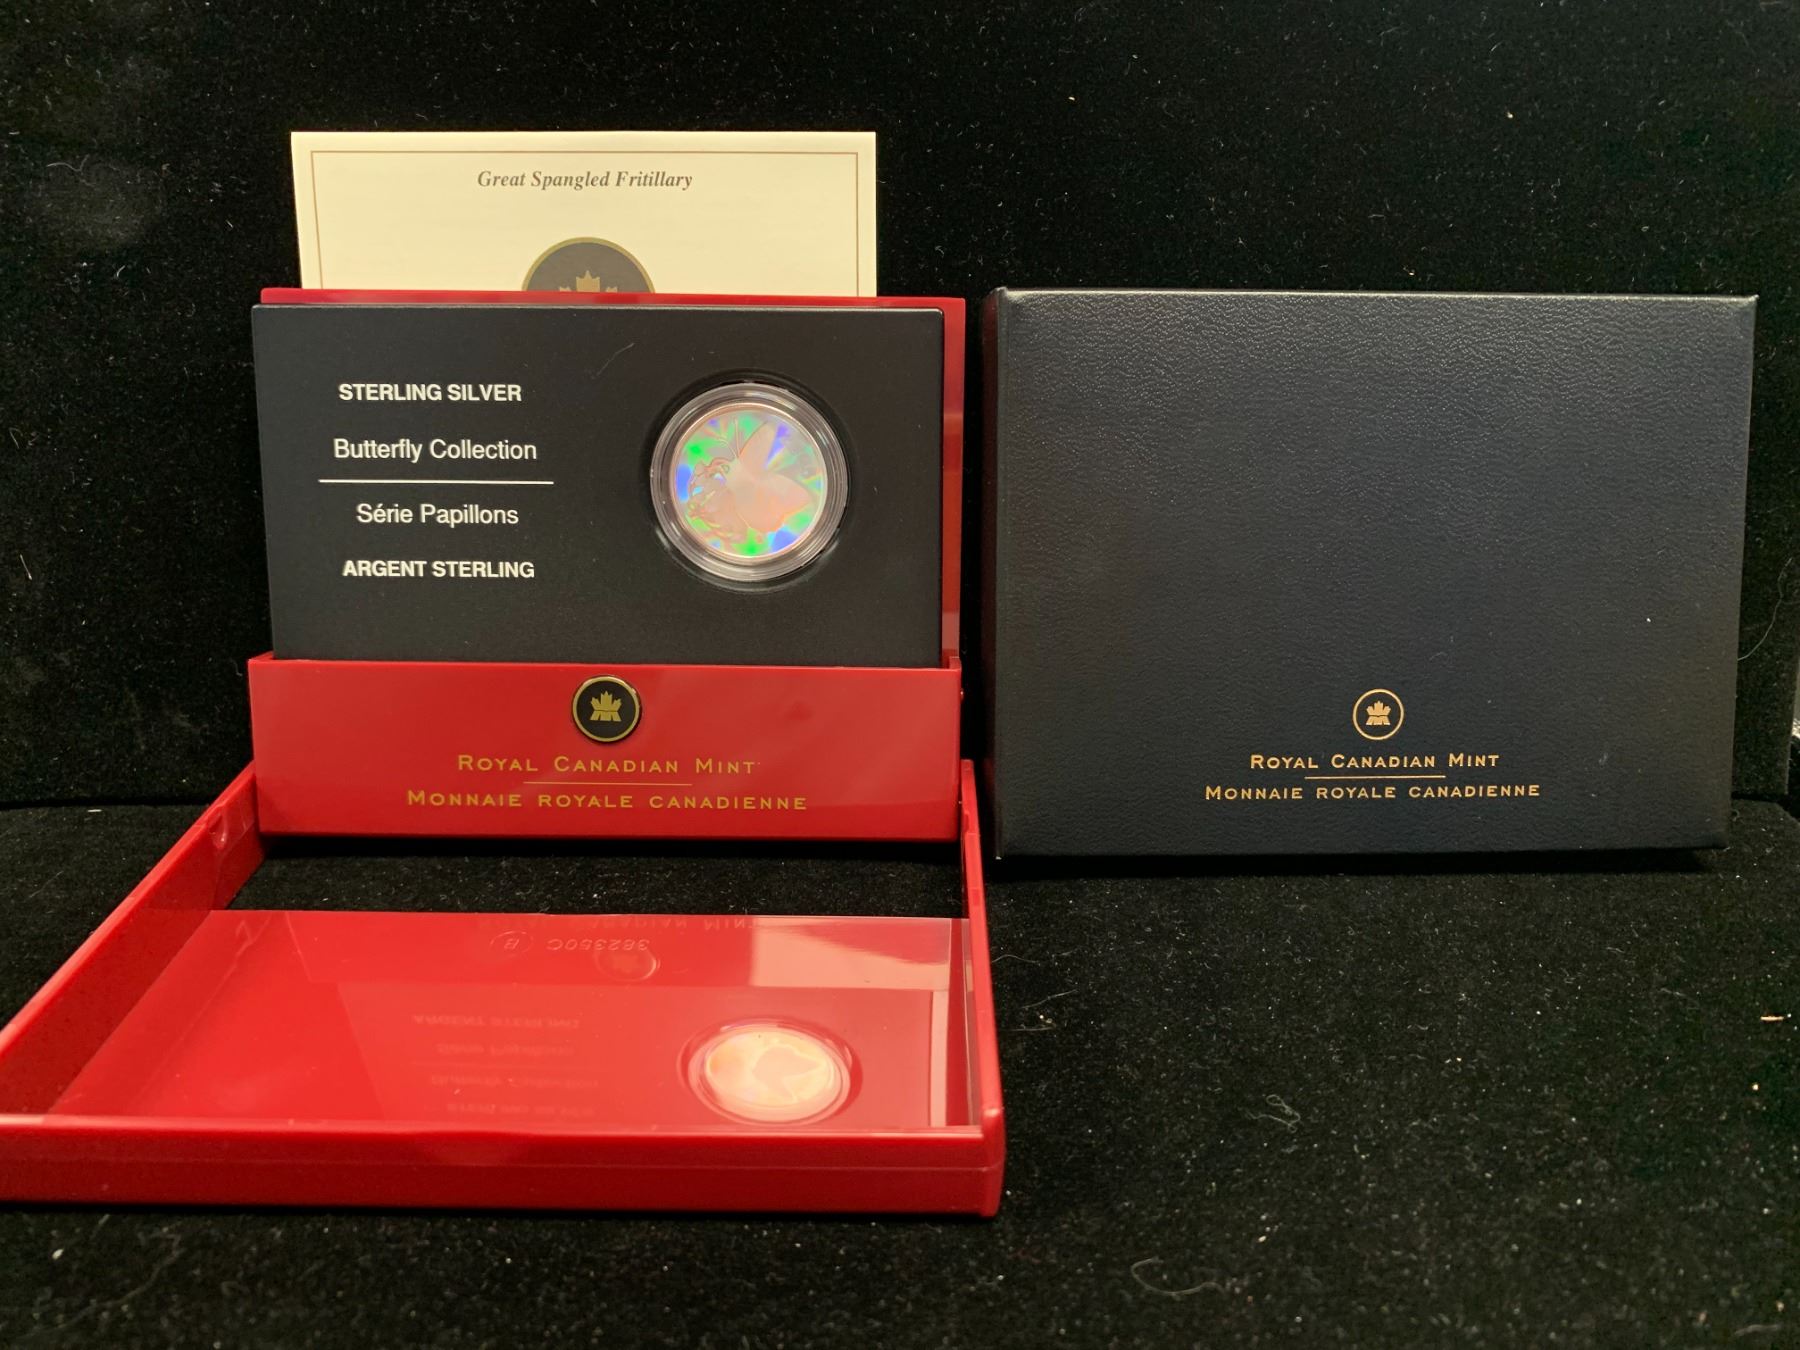 Great Spangled Fritillary
STERLING SILVER
Butterfly Collection
Série Papillons
ARGENT STERLING
ROYAL CANADIAN MINT
MONNAIE ROYALE CANADIENNE
ROYAL CANADIAN MINT
MONNAIE ROYALE CANADIENNE
382350C B